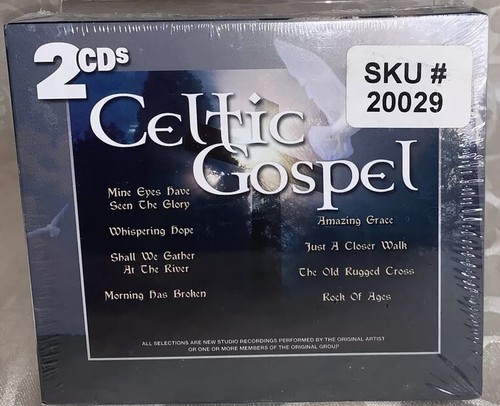 2CDs
SKU #
20029
Celtic
Gospel
Mine Eyes Have
Seen The Glory
Whispering Hope
Shall We Gather
At The River
Morning Has Broken
Amazing Grace
Just A Closer Walk
The Old Rugged Cross
Rock Of Ages
ALL SELECTIONS ARE NEW STUDIO RECORDINGS PERFORMED BY THE ORIGINAL ARTIST
OR ONE OR MORE MEMBERS OF THE ORIGINAL GROUP